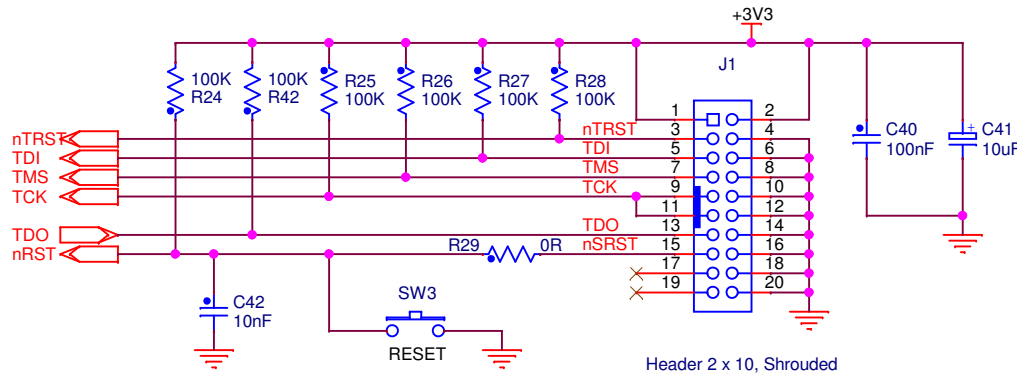 +3V3
J1
100K
R24
100K
R42
R25
100K
R26
100K
R27
100K
R28
100K
C40
100nF
+
C41
10uF
nTRST
TDI
TMS
TCK
TDO
nRST
nTRST
TDI
TMS
TCK
TDO
nSRST
R29
0R
1
2
3
4
5
6
7
8
9
10
11
12
13
14
15
16
17
18
19
20
C42
10nF
SW3
RESET
Header 2 x 10, Shrouded